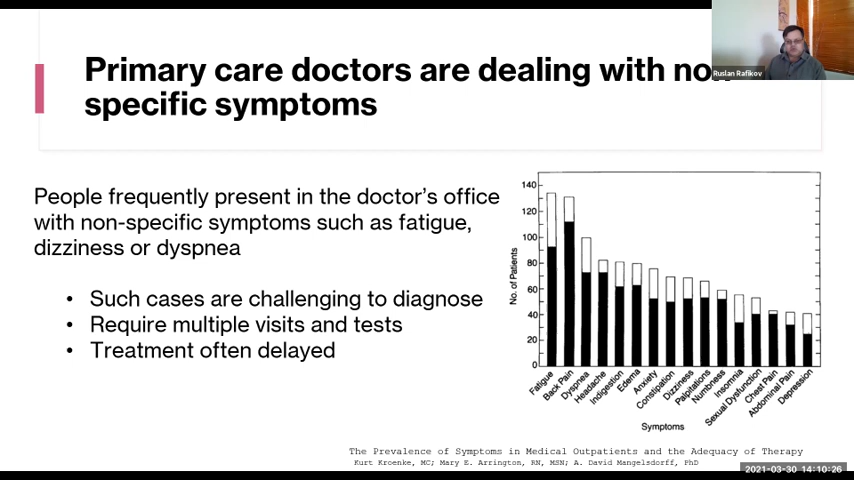 Primary care doctors are dealing with non-
specific symptoms
Ruslan Rafikov
People frequently present in the doctor's office
with non-specific symptoms such as fatigue,
dizziness or dyspnea
• Such cases are challenging to diagnose
• Require multiple visits and tests
• Treatment often delayed
No. of Patients
140
120
100
80
60
40
20
0
Fatigue
Back Pain
Dyspnea
Headache
Indigestion
Edema
Anxiety
Constipation
Dizziness
Palpitations
Numbness
Insomnia
Sexual Dysfunction
Chest Pain
Abdominal Pain
Depression
Symptoms
The Prevalence of Symptoms in Medical Outpatients and the Adequacy of Therapy
Kurt Kroenke, MC; Mary E. Arrington, RN, MSN; A. David Mangelsdorff, PhD
2021-03-30 14:10:26